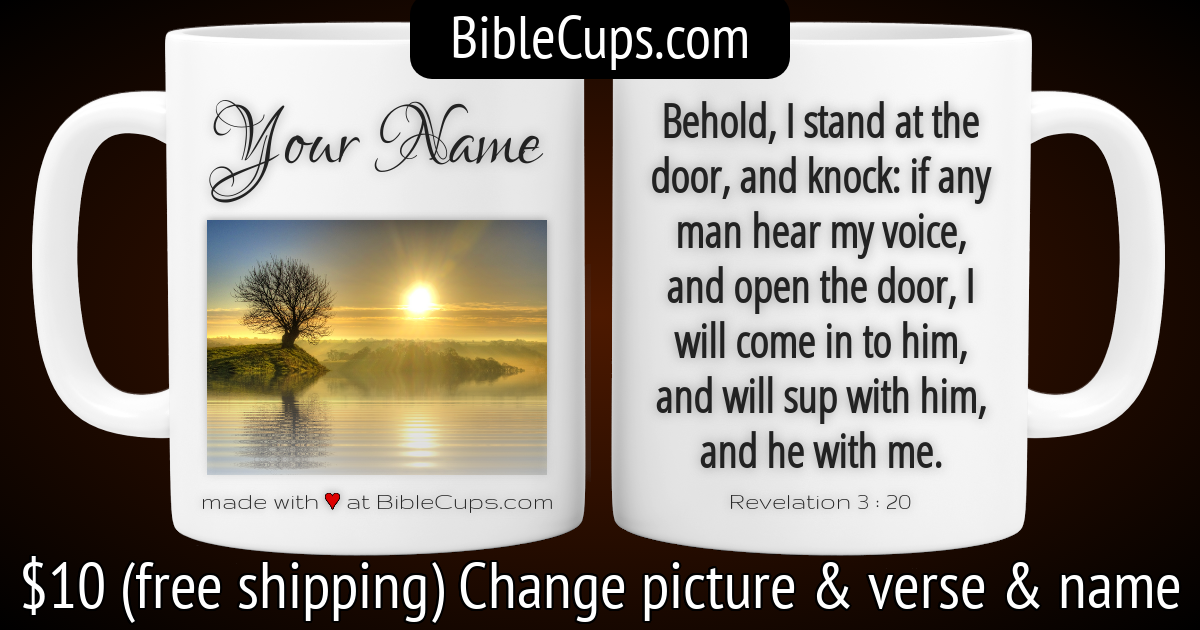 BibleCups.com
Your Name
made with ♥ at BibleCups.com
Behold, I stand at the
door, and knock: if any
man hear my voice,
and open the door, I
will come in to him,
and will sup with him,
and he with me.
Revelation 3 : 20
$10 (free shipping) Change picture & verse & name